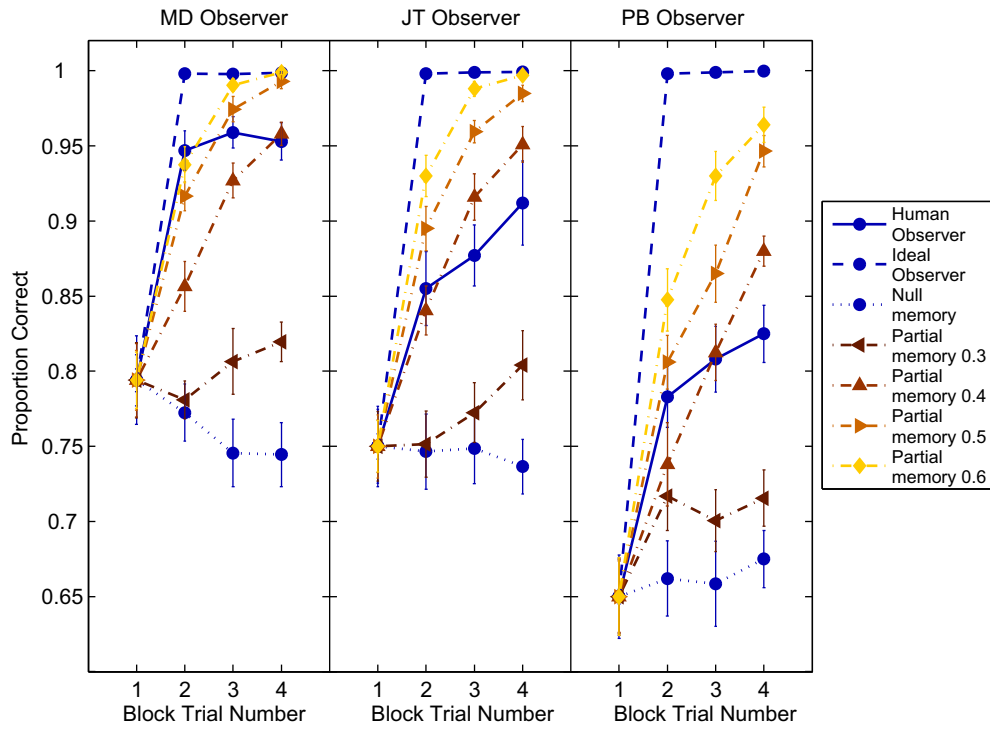 MD Observer
JT Observer
PB Observer
Proportion Correct
1
0.95
0.9
0.85
0.8
0.75
0.7
0.65
1 2 3 4
1 2 3 4
1 2 3 4
Block Trial Number
Block Trial Number
Block Trial Number
Human
Observer
Ideal
Observer
Null
memory
Partial
memory 0.3
Partial
memory 0.4
Partial
memory 0.5
Partial
memory 0.6